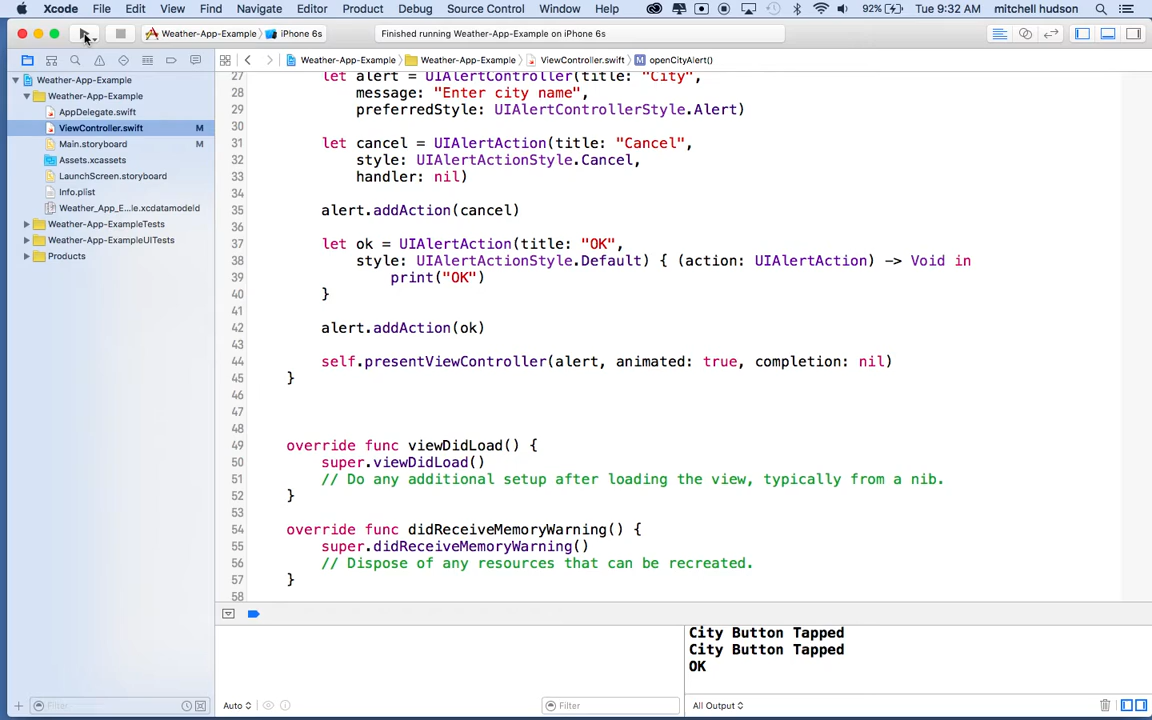 Xcode File Edit View Find Navigate Editor Product Debug Source Control Window Help 92% Tue 9:32 AM mitchell hudson
Weather-App-Example iPhone 6s Finished running Weather-App-Example on iPhone 6s
Weather-App-Example Weather-App-Example ViewController.swift M openCityAlert()
Weather-App-Example
Weather-App-Example
AppDelegate.swift
ViewController.swift M
Main.storyboard M
Assets.xcassets
LaunchScreen.storyboard
Info.plist
Weather_App_E...le.xcdatamodeld
Weather-App-ExampleTests
Weather-App-ExampleUITests
Products
Filter
27 let alert = UIAlertController(title: "City",
28 message: "Enter city name",
29 preferredStyle: UIAlertControllerStyle.Alert)
30
31 let cancel = UIAlertAction(title: "Cancel",
32 style: UIAlertActionStyle.Cancel,
33 handler: nil)
34
35 alert.addAction(cancel)
36
37 let ok = UIAlertAction(title: "OK",
38 style: UIAlertActionStyle.Default) { (action: UIAlertAction) -> Void in
39 print("OK")
40 }
41
42 alert.addAction(ok)
43
44 self.presentViewController(alert, animated: true, completion: nil)
45 }
46
47
48
49 override func viewDidLoad() {
50 super.viewDidLoad()
51 // Do any additional setup after loading the view, typically from a nib.
52 }
53
54 override func didReceiveMemoryWarning() {
55 super.didReceiveMemoryWarning()
56 // Dispose of any resources that can be recreated.
57 }
58
City Button Tapped
City Button Tapped
OK
Auto Filter All Output